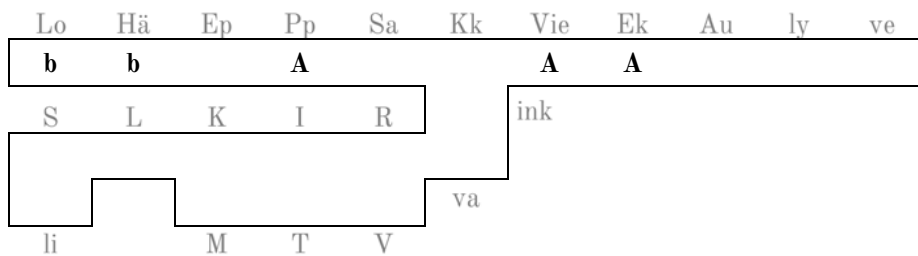 Lo Hä Ep Pp Sa Kk Vie Ek Au ly ve
b b A A A
S L K I R ink
va
li M T V